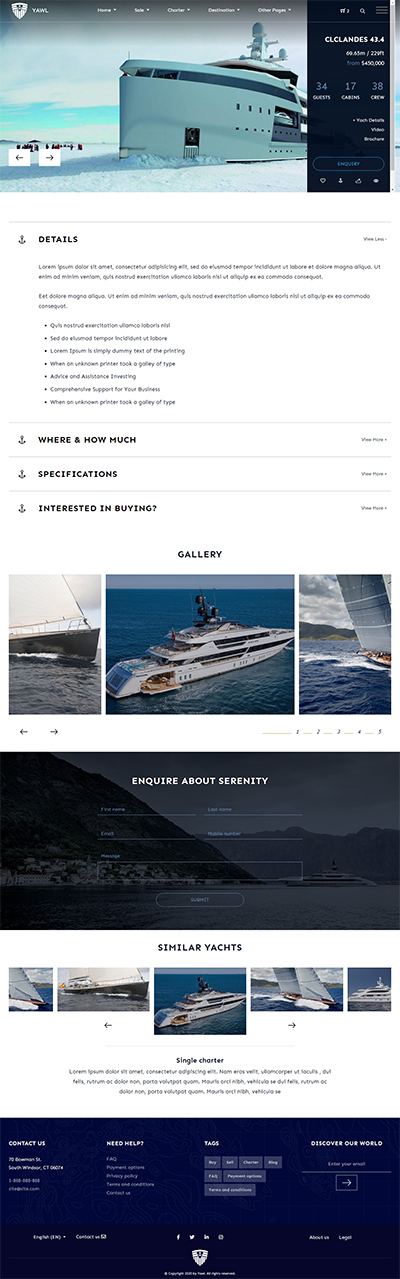 YAWL
Home Sale Charter Destination Other Pages
2
CLCLANDES 43.4
69.65m / 229ft
from $450,000
34 17 38
GUESTS CABINS CREW
• Yach Details
Video
Brochure
ENQUIRY
DETAILS
View Less -
Lorem ipsum dolor sit amet, consectetur adipisicing elit, sed do eiusmod tempor incididunt ut labore et dolore magna aliqua. Ut
enim ad minim veniam, quis nostrud exercitation ullamco laboris nisi ut aliquip ex ea commodo consequat.
Eet dolore magna aliqua. Ut enim ad minim veniam, quis nostrud exercitation ullamco laboris nisi ut aliquip ex ea commodo
consequat.
• Quis nostrud exercitation ullamco laboris nisi
• Sed do eiusmod tempor incididunt ut labore
• Lorem Ipsum is simply dummy text of the printing
• When an unknown printer took a galley of type
• Advice and Assistance Investing
• Comprehensive Support for Your Business
• When an unknown printer took a galley of type
WHERE & HOW MUCH
View More +
SPECIFICATIONS
View More +
INTERESTED IN BUYING?
View More +
GALLERY
1 2 3 4 5
ENQUIRE ABOUT SERENITY
First name Last name
Email Mobile number
Message
SUBMIT
SIMILAR YACHTS
Single charter
Lorem ipsum dolor sit amet, consectetur adipiscing elit. Nam eros velit, ullamcorper ut iaculis , dui
felis, rutrum ac dolor non, porta volutpat quam. Mauris orci nibh, vehicula se dui felis, rutrum ac
dolor non, porta volutpat quam. Mauris orci nibh, vehicula se
CONTACT US
70 Bowman St.
South Windsor, CT 06074
1-808-088-808
site@site.com
NEED HELP?
FAQ
Payment options
Privacy policy
Terms and conditions
Contact us
TAGS
Buy Sell Charter Blog
FAQ Payment options
Terms and conditions
DISCOVER OUR WORLD
Enter your email
English (EN) Contact us
About us Legal
© Copyright 2020 by Yawl. All rights reserved.